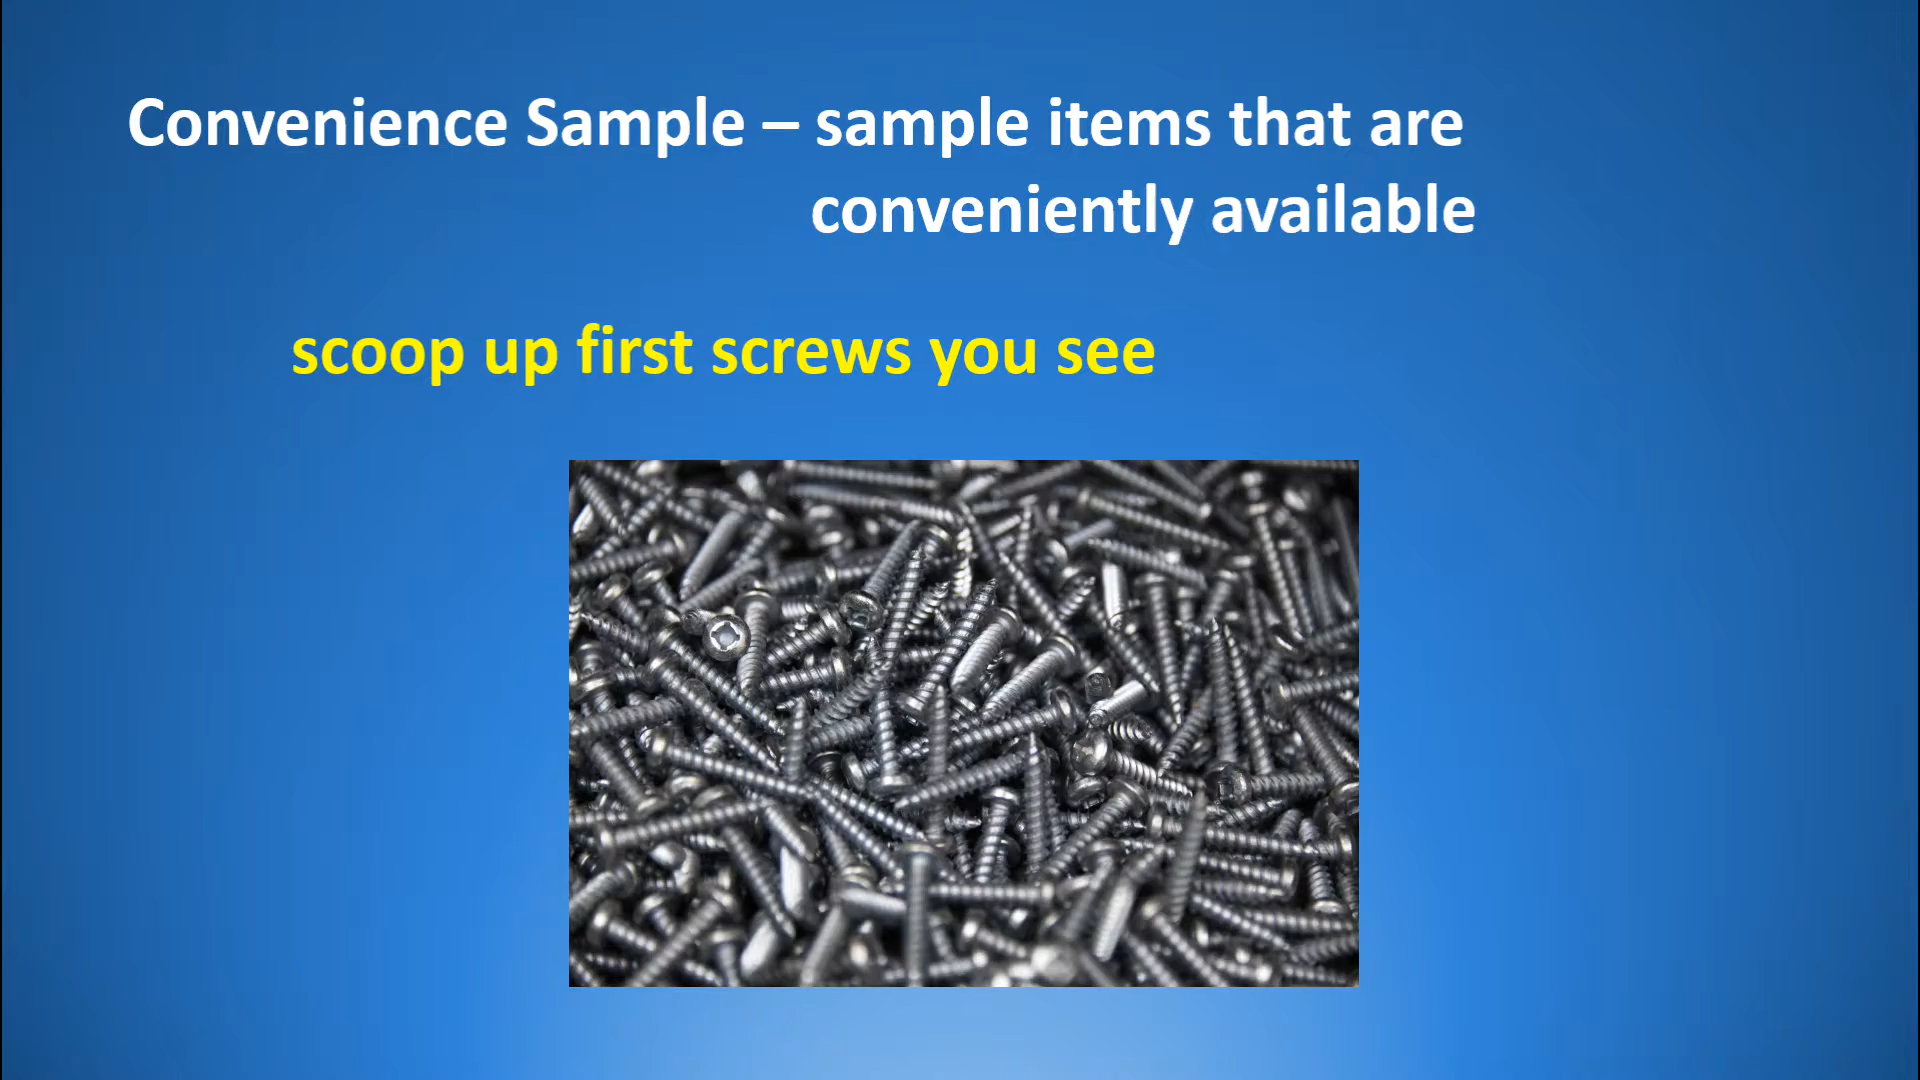 Convenience Sample – sample items that are
conveniently available
scoop up first screws you see